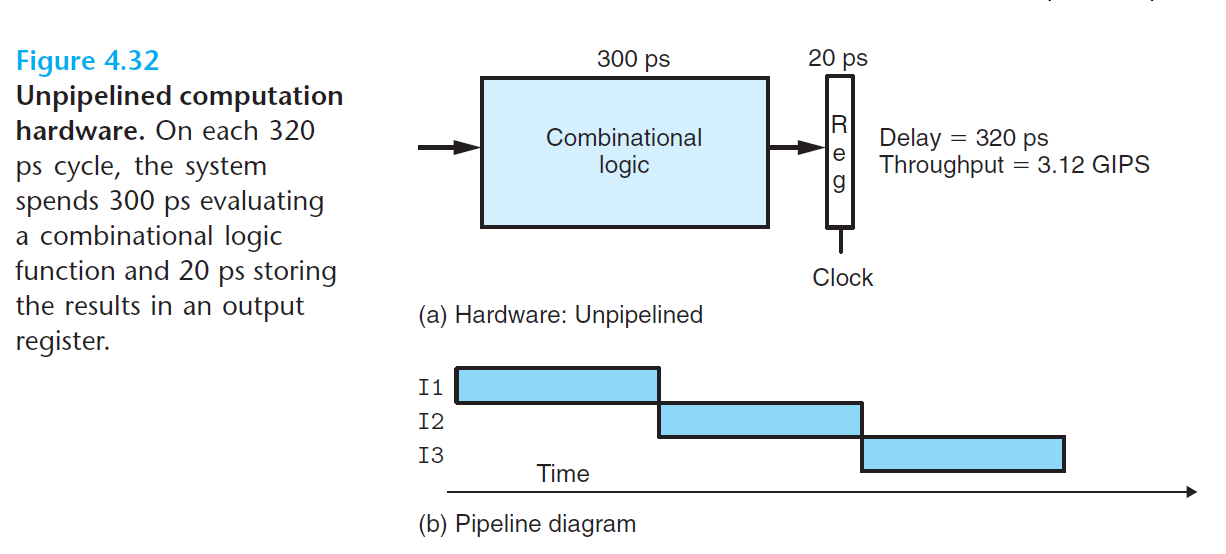 Figure 4.32
Unpipelined computation
hardware. On each 320
ps cycle, the system
spends 300 ps evaluating
a combinational logic
function and 20 ps storing
the results in an output
register.
300 ps
20 ps
Combinational
logic
R
e
g
Delay = 320 ps
Throughput = 3.12 GIPS
Clock
(a) Hardware: Unpipelined
I1
I2
I3
Time
(b) Pipeline diagram